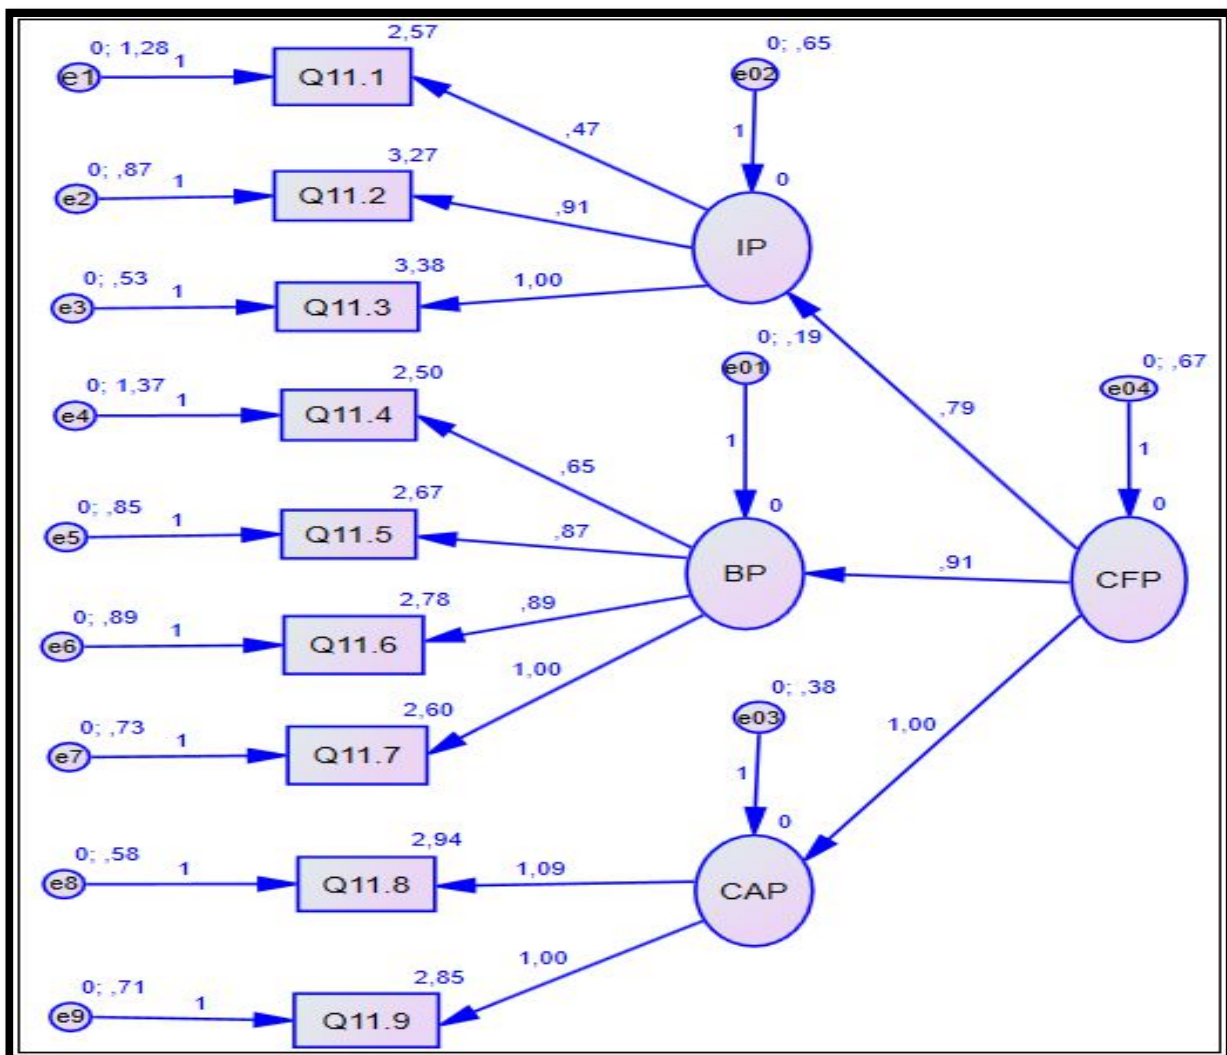 0; 1,28
1
e1
2,57
Q11.1
0; ,65
e02
1
,47
0; ,87
1
e2
3,27
Q11.2
,91
0
IP
0; ,53
1
e3
3,38
Q11.3
1,00
0; 1,37
1
e4
2,50
Q11.4
0; ,19
e01
1
,65
0; ,67
e04
1
,79
0; ,85
1
e5
2,67
Q11.5
,87
0
BP
,91
0
CFP
0; ,89
1
e6
2,78
Q11.6
,89
0; ,73
1
e7
2,60
Q11.7
1,00
0; ,38
e03
1
1,00
0; ,58
1
e8
2,94
Q11.8
1,09
0
CAP
0; ,71
1
e9
2,85
Q11.9
1,00